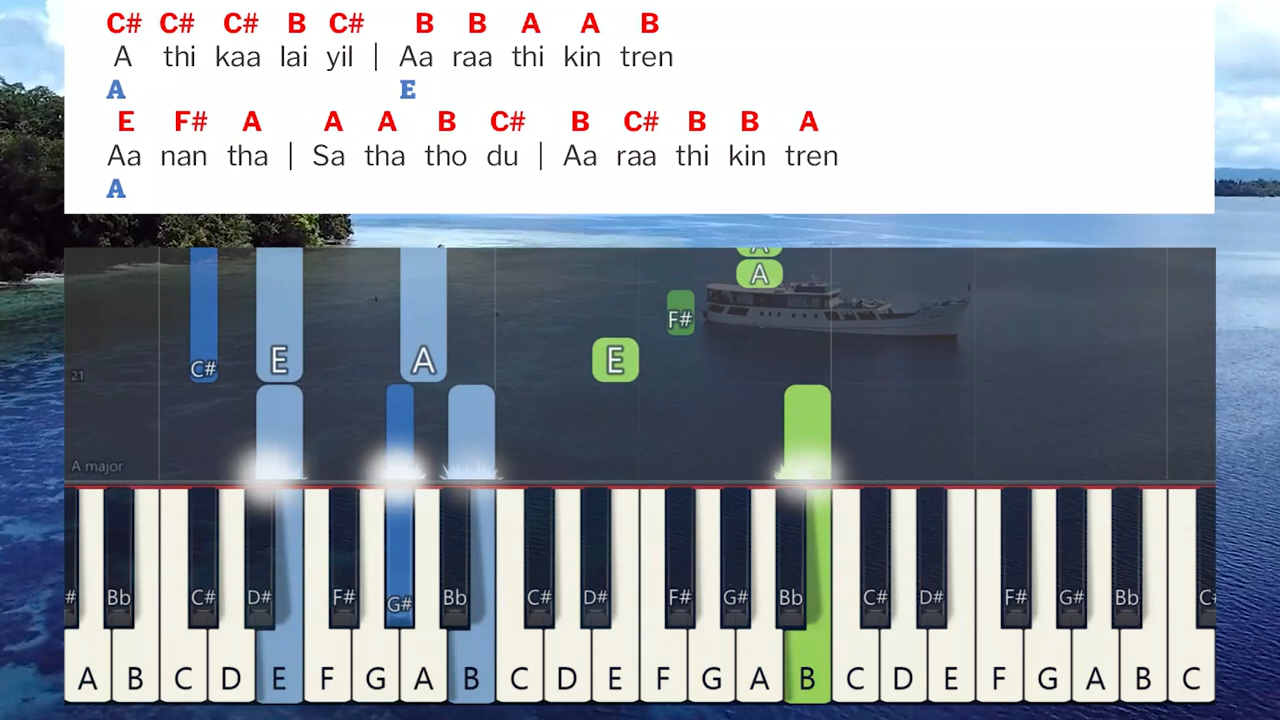 C# C# C# B C# B B A A B
A thi kaa lai yil | Aa raa thi kin tren
A E
E F# A A A B C# B C# B B A
Aa nan tha | Sa tha tho du | Aa raa thi kin tren
A
A
A
F#
E A E
C#
21
A major
# Bb C# D# F# G# Bb C# D# F# G# Bb C# D# F# G# Bb C
A B C D E F G A B C D E F G A B C D E F G A B C